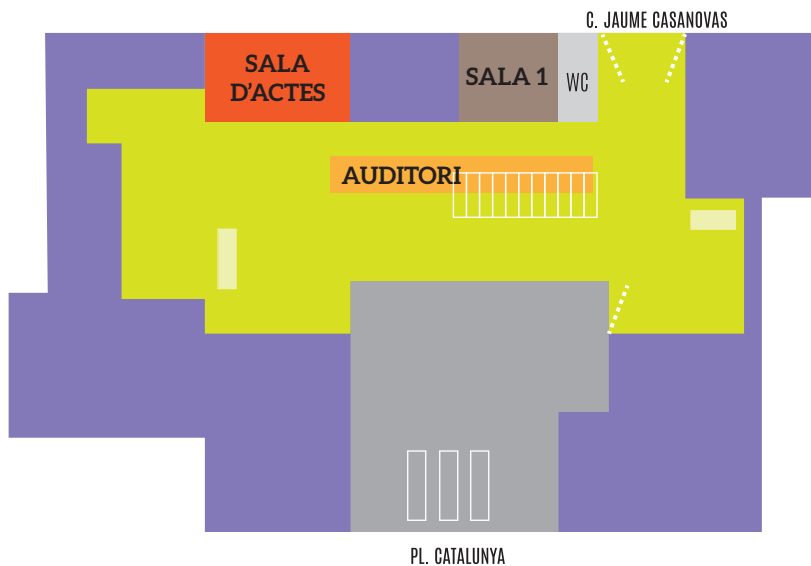 C. JAUME CASANOVAS
SALA
D'ACTES
SALA 1
WC
AUDITORI
PL. CATALUNYA